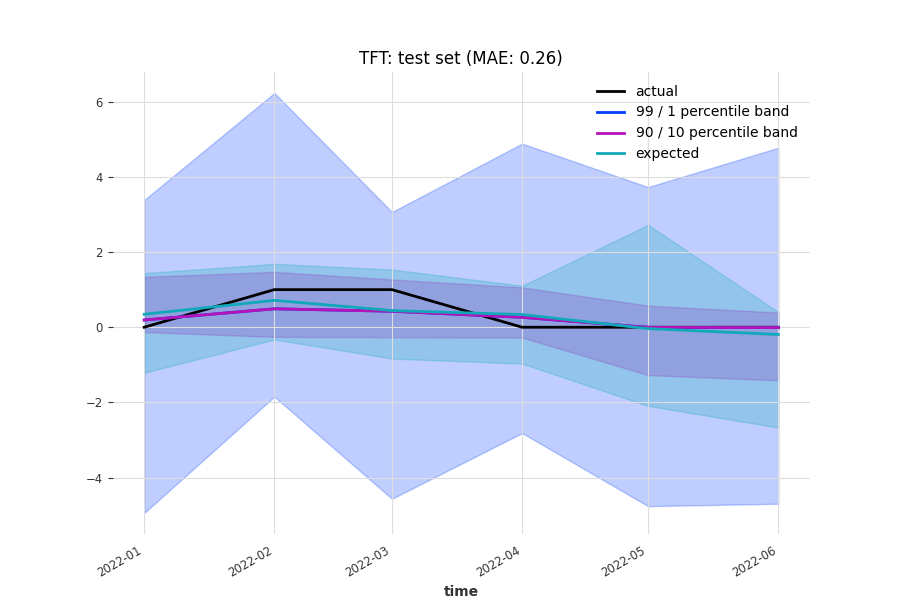 TFT: test set (MAE: 0.26)
actual
99 / 1 percentile band
90 / 10 percentile band
expected
6
4
2
0
−2
−4
2022-01
2022-02
2022-03
2022-04
2022-05
2022-06
time